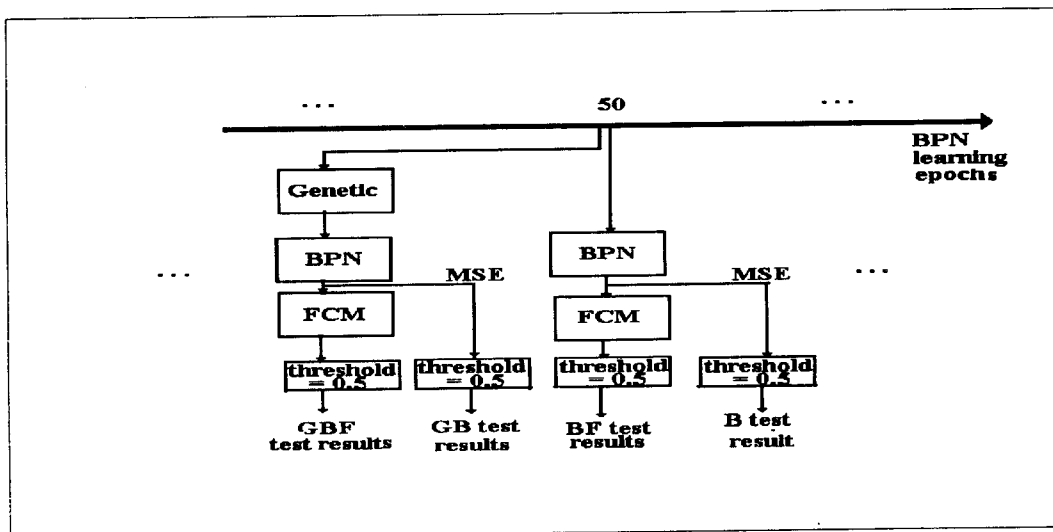 ... 50 ...
BPN
learning
epochs
Genetic
BPN
BPN
... MSE MSE ...
FCM
FCM
threshold
= 0.5
threshold
= 0.5
threshold
= 0.5
threshold
= 0.5
GBF
test results
GB test
results
BF test
results
B test
result